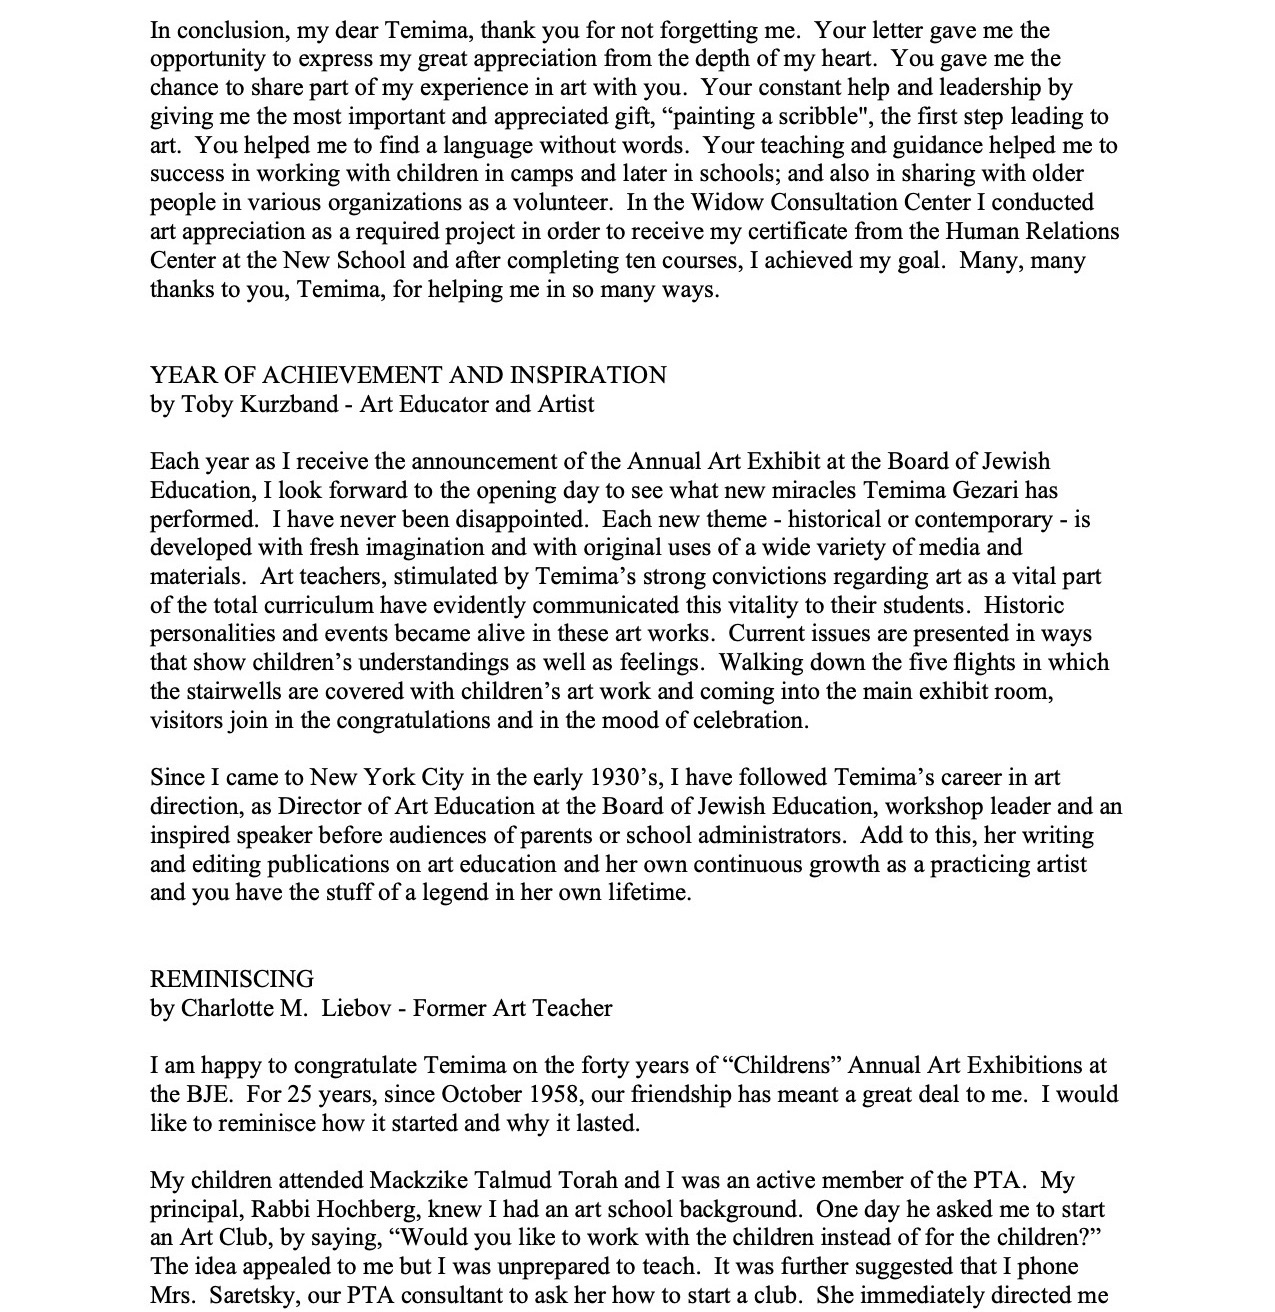 In conclusion, my dear Temima, thank you for not forgetting me.  Your letter gave me the
opportunity to express my great appreciation from the depth of my heart.  You gave me the
chance to share part of my experience in art with you.  Your constant help and leadership by
giving me the most important and appreciated gift, “painting a scribble", the first step leading to
art.  You helped me to find a language without words.  Your teaching and guidance helped me to
success in working with children in camps and later in schools; and also in sharing with older
people in various organizations as a volunteer.  In the Widow Consultation Center I conducted
art appreciation as a required project in order to receive my certificate from the Human Relations
Center at the New School and after completing ten courses, I achieved my goal.  Many, many
thanks to you, Temima, for helping me in so many ways.
YEAR OF ACHIEVEMENT AND INSPIRATION
by Toby Kurzband - Art Educator and Artist
Each year as I receive the announcement of the Annual Art Exhibit at the Board of Jewish
Education, I look forward to the opening day to see what new miracles Temima Gezari has
performed.  I have never been disappointed.  Each new theme - historical or contemporary - is
developed with fresh imagination and with original uses of a wide variety of media and
materials.  Art teachers, stimulated by Temima’s strong convictions regarding art as a vital part
of the total curriculum have evidently communicated this vitality to their students.  Historic
personalities and events became alive in these art works.  Current issues are presented in ways
that show children’s understandings as well as feelings.  Walking down the five flights in which
the stairwells are covered with children’s art work and coming into the main exhibit room,
visitors join in the congratulations and in the mood of celebration.
Since I came to New York City in the early 1930’s, I have followed Temima’s career in art
direction, as Director of Art Education at the Board of Jewish Education, workshop leader and an
inspired speaker before audiences of parents or school administrators.  Add to this, her writing
and editing publications on art education and her own continuous growth as a practicing artist
and you have the stuff of a legend in her own lifetime.
REMINISCING
by Charlotte M.  Liebov - Former Art Teacher
I am happy to congratulate Temima on the forty years of “Childrens” Annual Art Exhibitions at
the BJE.  For 25 years, since October 1958, our friendship has meant a great deal to me.  I would
like to reminisce how it started and why it lasted.
My children attended Mackzike Talmud Torah and I was an active member of the PTA.  My
principal, Rabbi Hochberg, knew I had an art school background.  One day he asked me to start
an Art Club, by saying, “Would you like to work with the children instead of for the children?”
The idea appealed to me but I was unprepared to teach.  It was further suggested that I phone
Mrs.  Saretsky, our PTA consultant to ask her how to start a club.  She immediately directed me